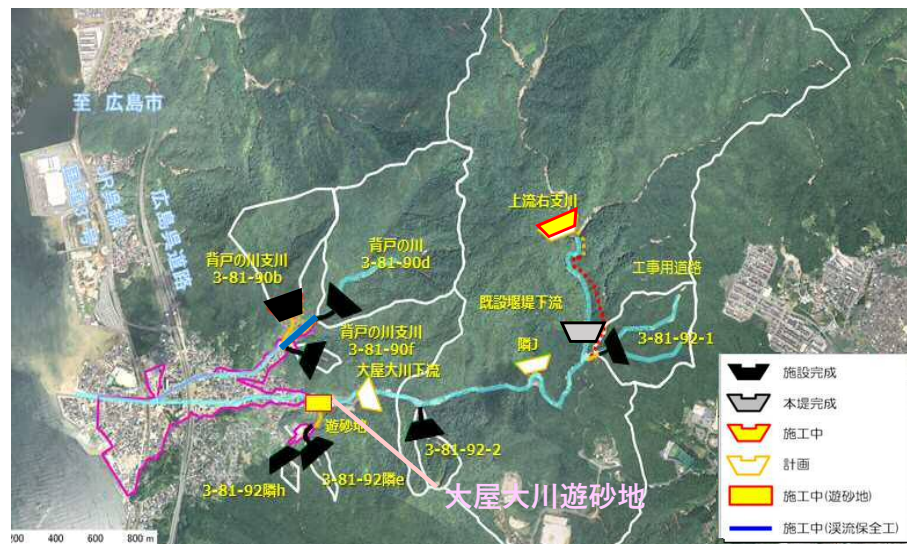 至 広島市
国道31号
JR呉線
広島呉道路
上流右支川
背戸の川支川
3-81-90b
背戸の川
3-81-90d
工事用道路
既設堰堤下流
背戸の川支川
3-81-90f
隣J
3-81-92-1
大屋大川下流
遊砂地
3-81-92-2
3-81-92隣h
3-81-92隣e
大屋大川遊砂地
施設完成
本堤完成
施工中
計画
施工中(遊砂地)
施工中(渓流保全工)
200 400 600 800 m